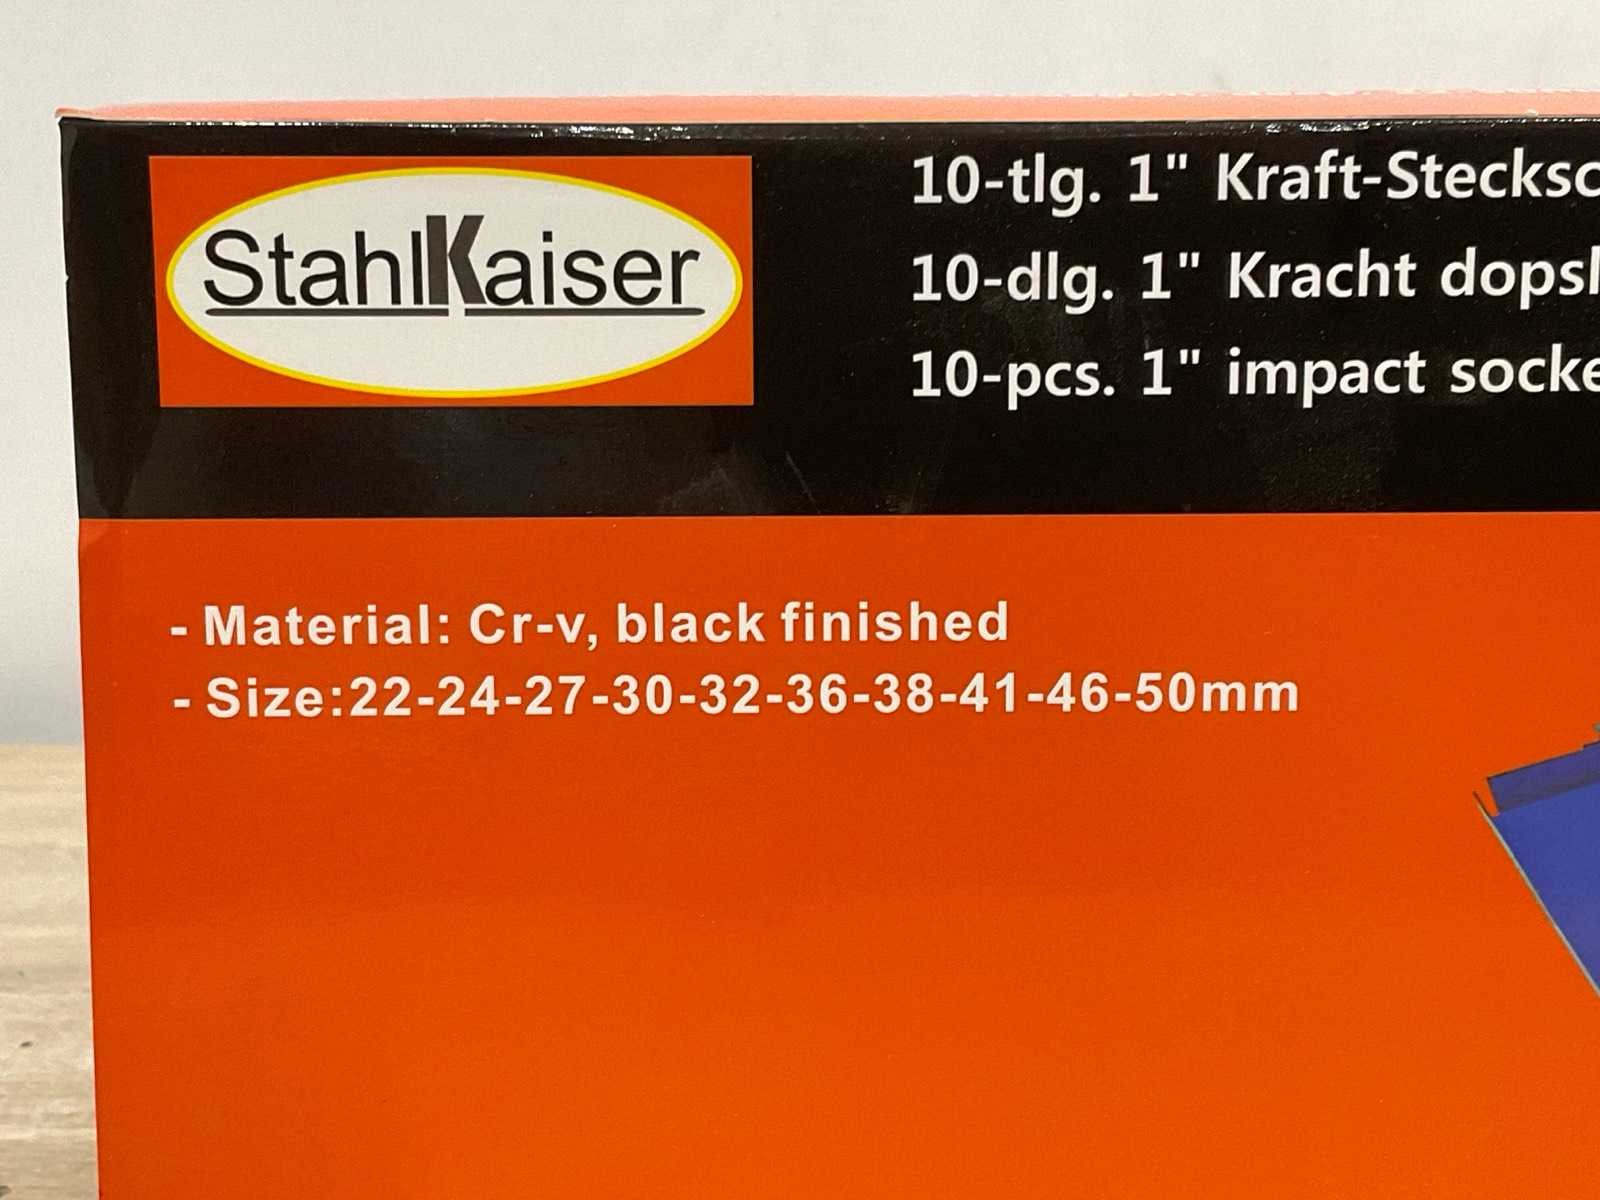 StahlKaiser
10-tlg. 1" Kraft-Stecksc
10-dlg. 1" Kracht dopsl
10-pcs. 1" impact socke
- Material: Cr-v, black finished
- Size:22-24-27-30-32-36-38-41-46-50mm